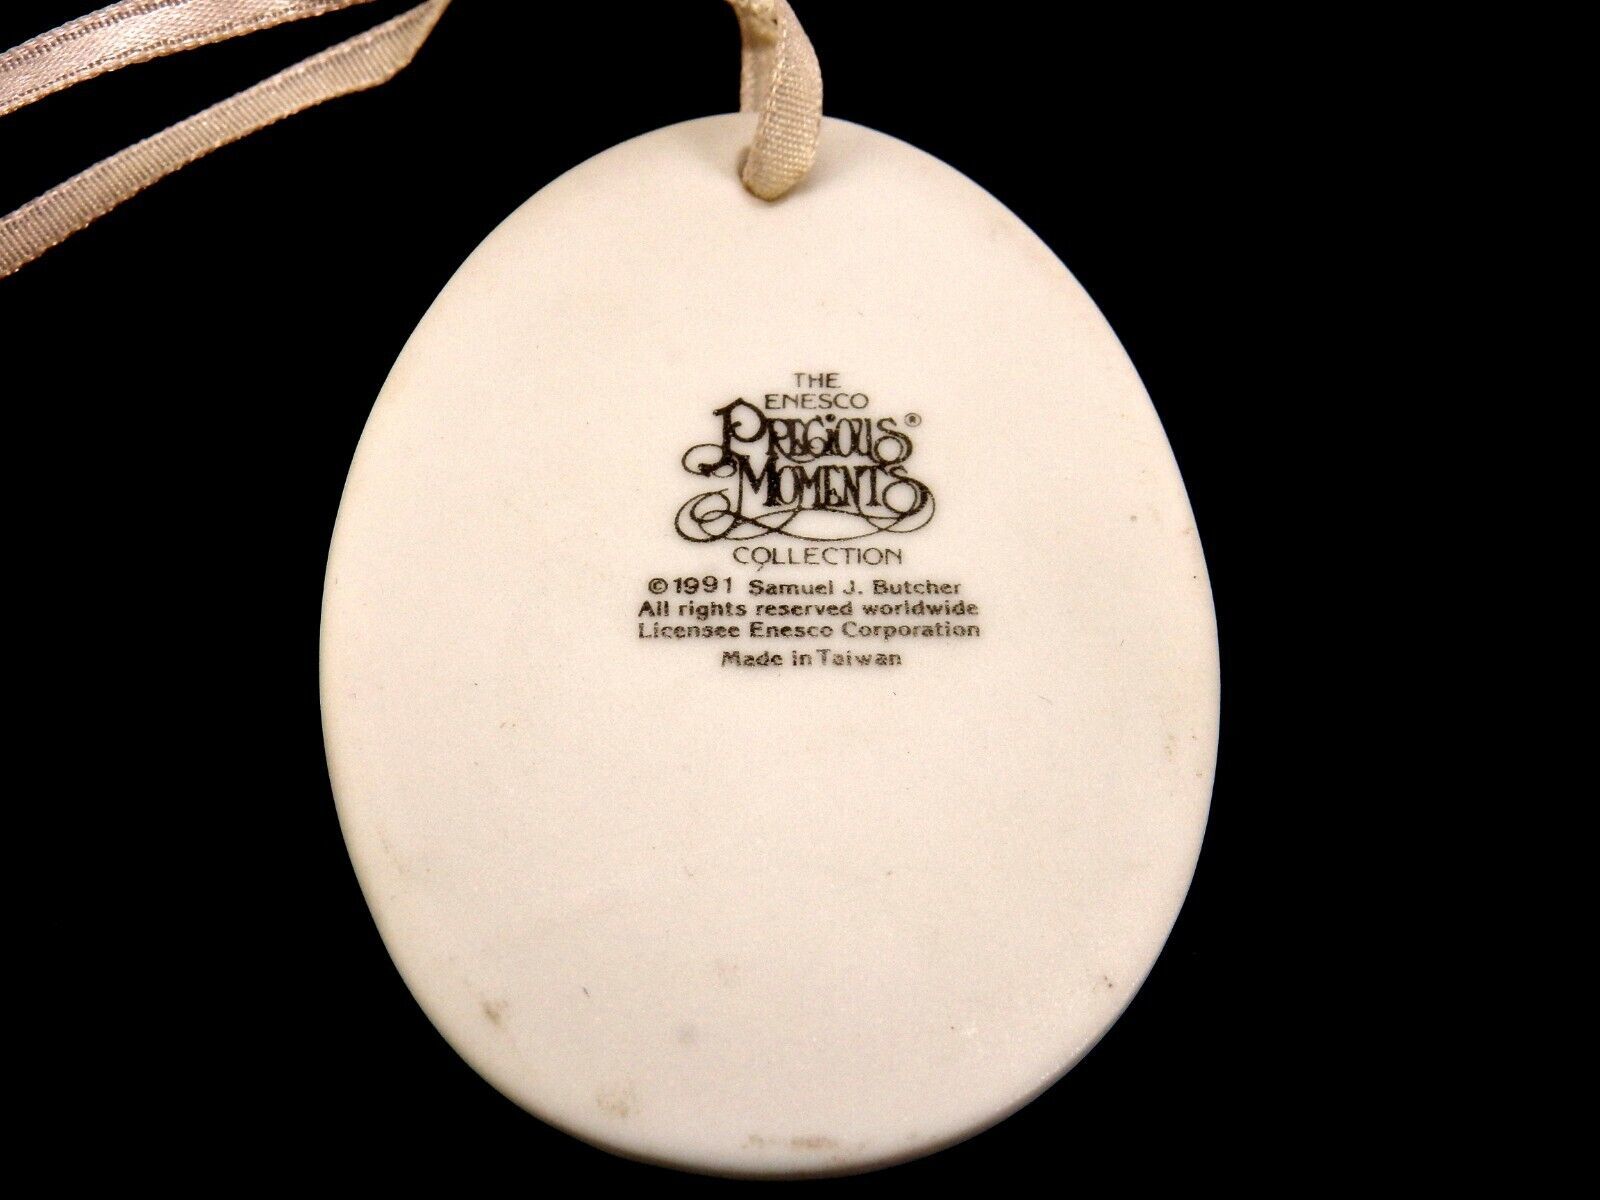 THE
ENESCO
PRECIOUS®
MOMENTS
COLLECTION
©1991 Samuel J. Butcher
All rights reserved worldwide
Licensee Enesco Corporation
Made in Taiwan